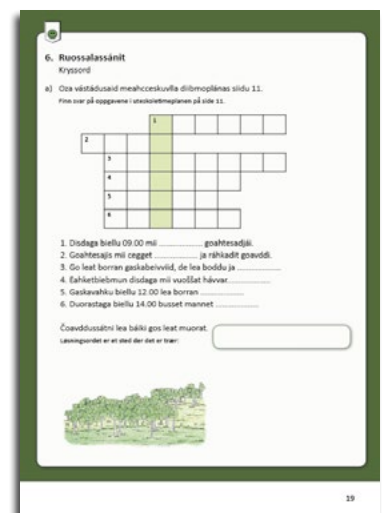 6. Ruossalassánit
Kryssord
a) Oza vástádusaid meahcceskuvlla diibmoplánas siidu 11.
Finn svar på oppgavene i uteskoletimeplanen på side 11.
1
2
3
4
5
6
1. Disdaga biellu 09.00 mii ................ goahtesadjái.
2. Goahtesajis mii cegget ................ ja ráhkadit goavddi.
3. Go leat borran gaskabeivviid, de lea boddu ja ................
4. Eahketbiebmun disdaga mii vuoššat hávvar................
5. Gaskavahku biellu 12.00 lea borran ................
6. Duorastaga biellu 14.00 busset mannet ................
Čoavddussátni lea báiki gos leat muorat.
Løsningsordet er et sted der det er trær:
19